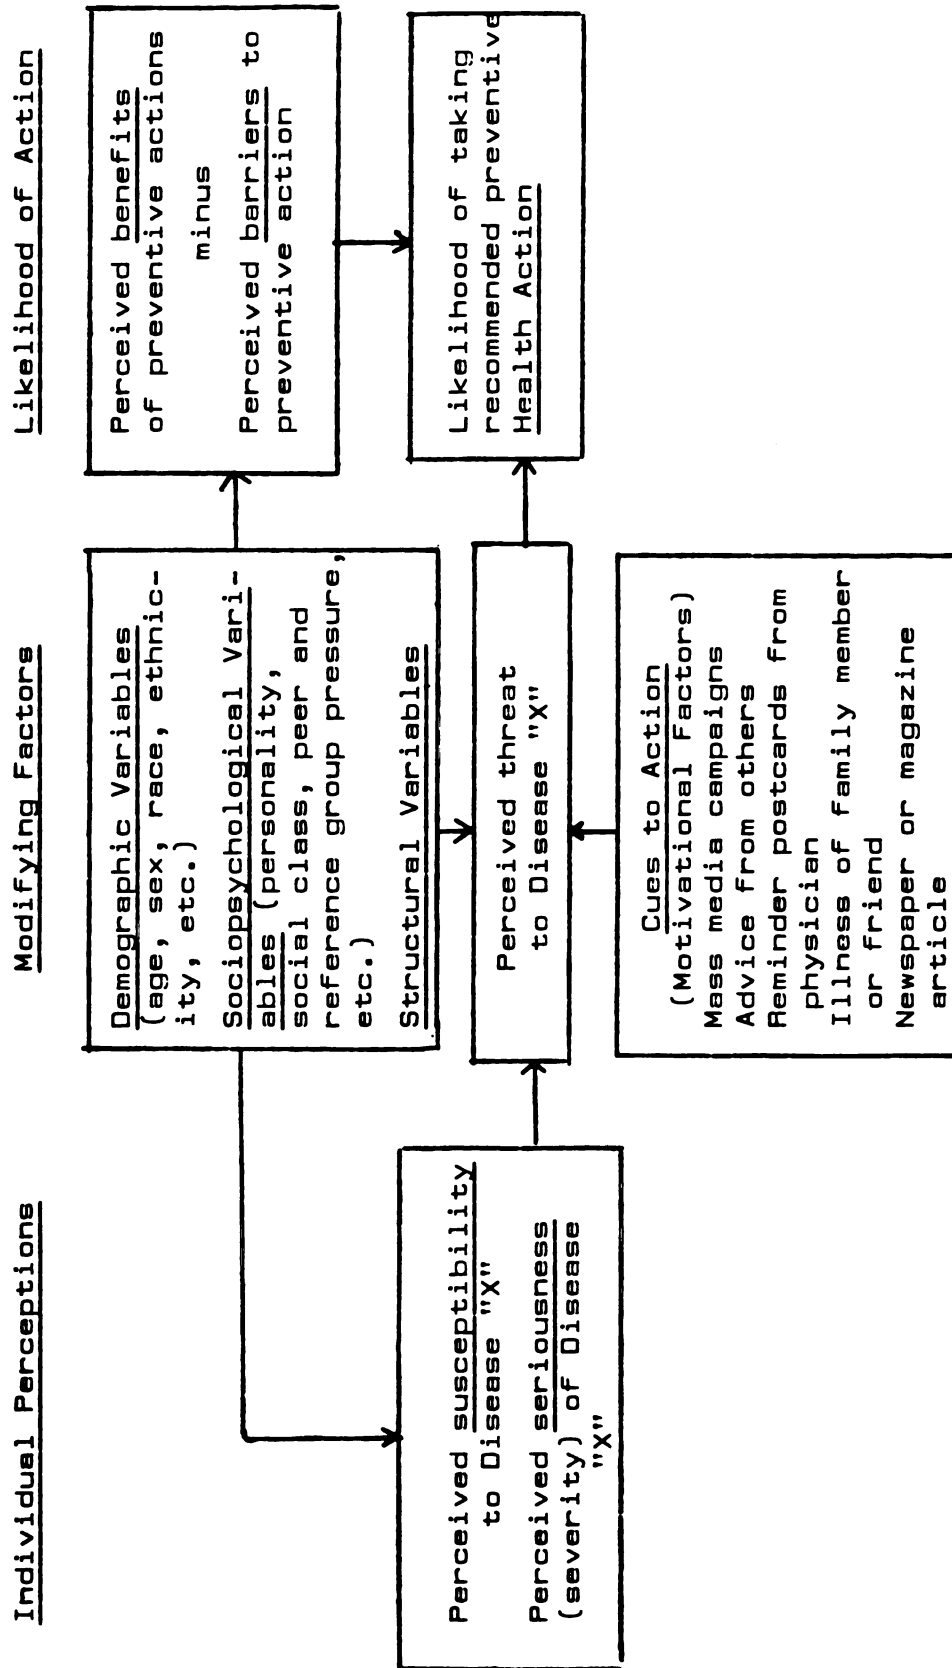 Individual Perceptions
Modifying Factors
Likelihood of Action
Perceived susceptibility
to Disease "X"
Perceived seriousness
(severity) of Disease
"X"
Demographic Variables
(age, sex, race, ethnic-
ity, etc.)
Sociopsychological Vari-
ables (personality,
social class, peer and
reference group pressure,
etc.)
Structural Variables
Perceived threat
to Disease "X"
Cues to Action
(Motivational Factors)
Mass media campaigns
Advice from others
Reminder postcards from
physician
Illness of family member
or friend
Newspaper or magazine
article
Perceived benefits
of preventive actions
minus
Perceived barriers to
preventive action
Likelihood of taking
recommended preventive
Health Action